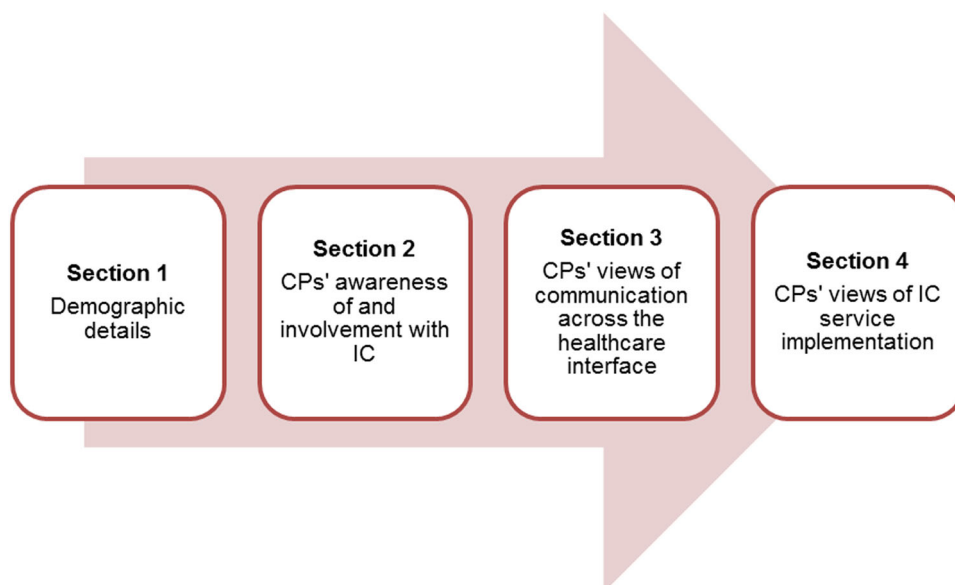 Section 1
Demographic
details
Section 2
CPs' awareness
of and
involvement with
IC
Section 3
CPs' views of
communication
across the
healthcare
interface
Section 4
CPs' views of IC
service
implementation